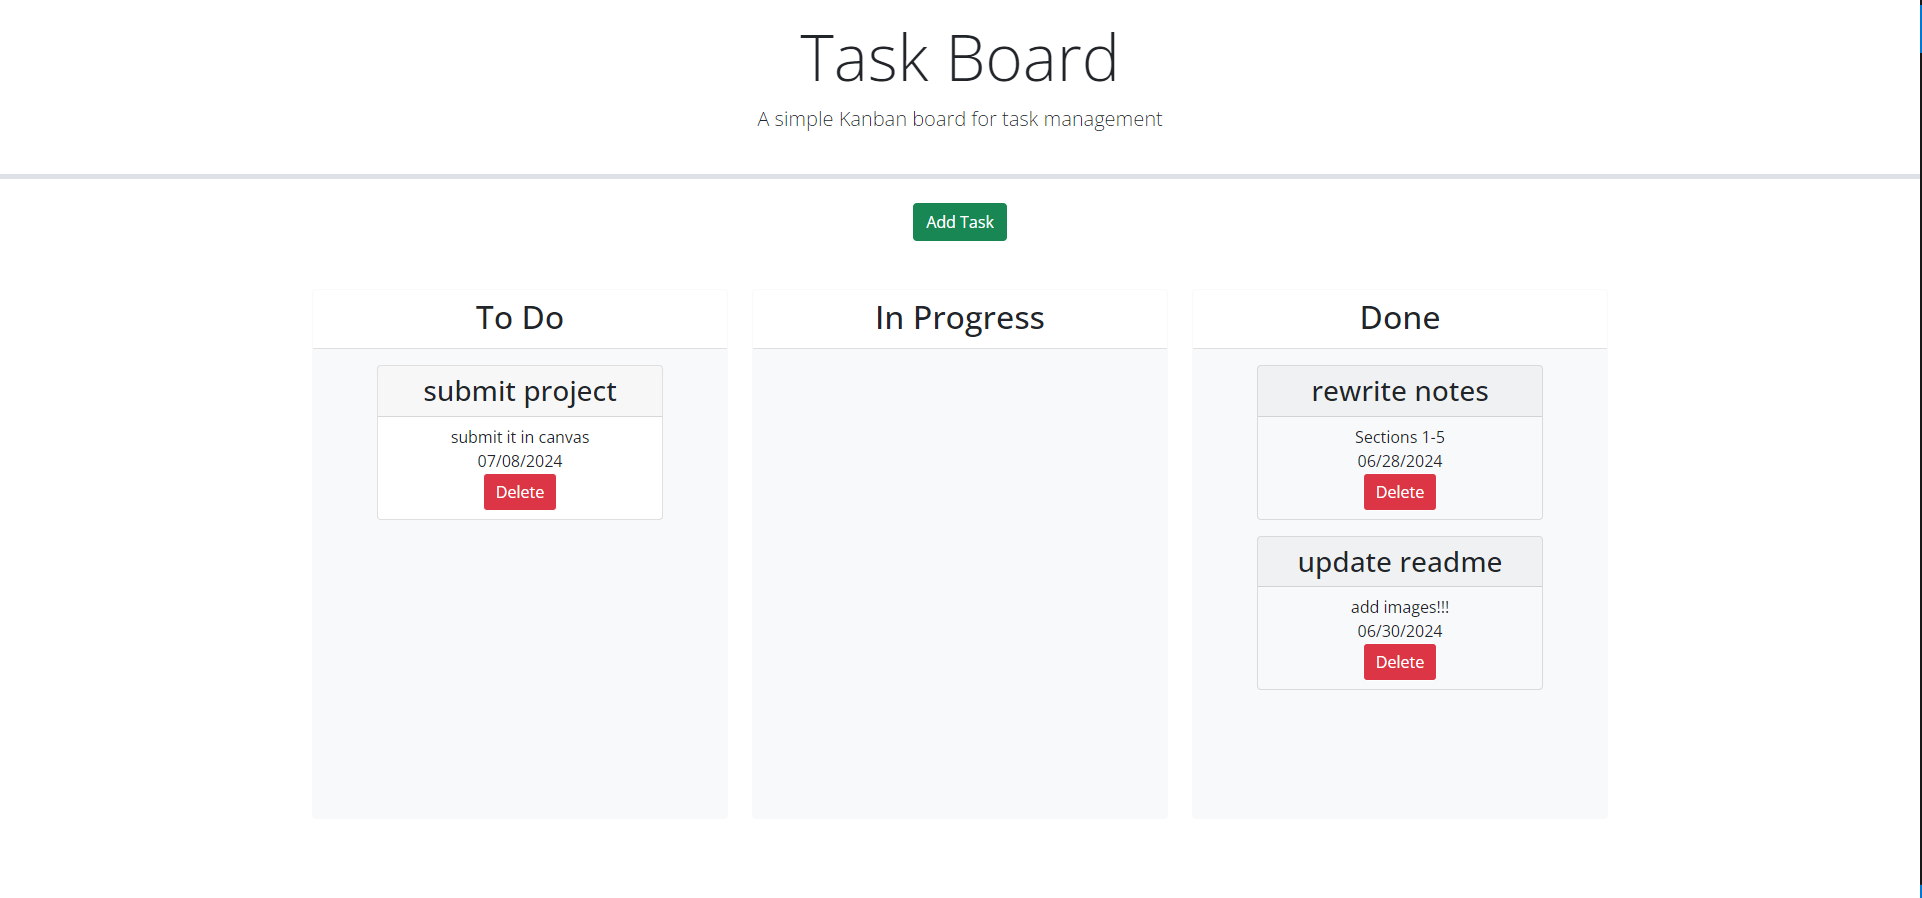 Task Board
A simple Kanban board for task management
Add Task
To Do
submit project
submit it in canvas
07/08/2024
Delete
In Progress
Done
rewrite notes
Sections 1-5
06/28/2024
Delete
update readme
add images!!!
06/30/2024
Delete